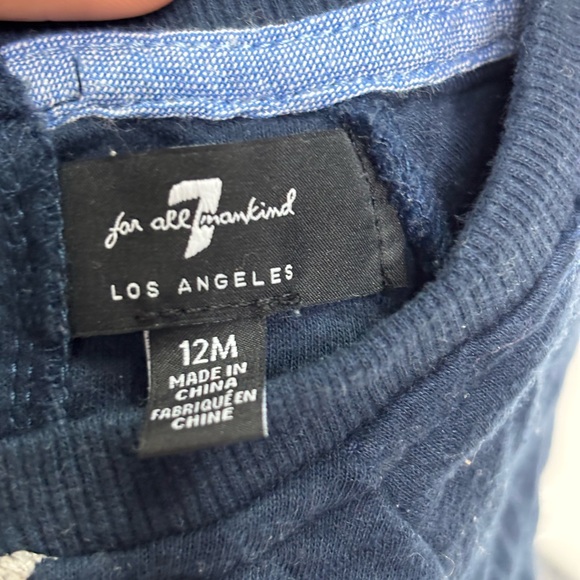 7
for all mankind
LOS ANGELES
12M
MADE IN
CHINA
FABRIQUÉ EN
CHINE